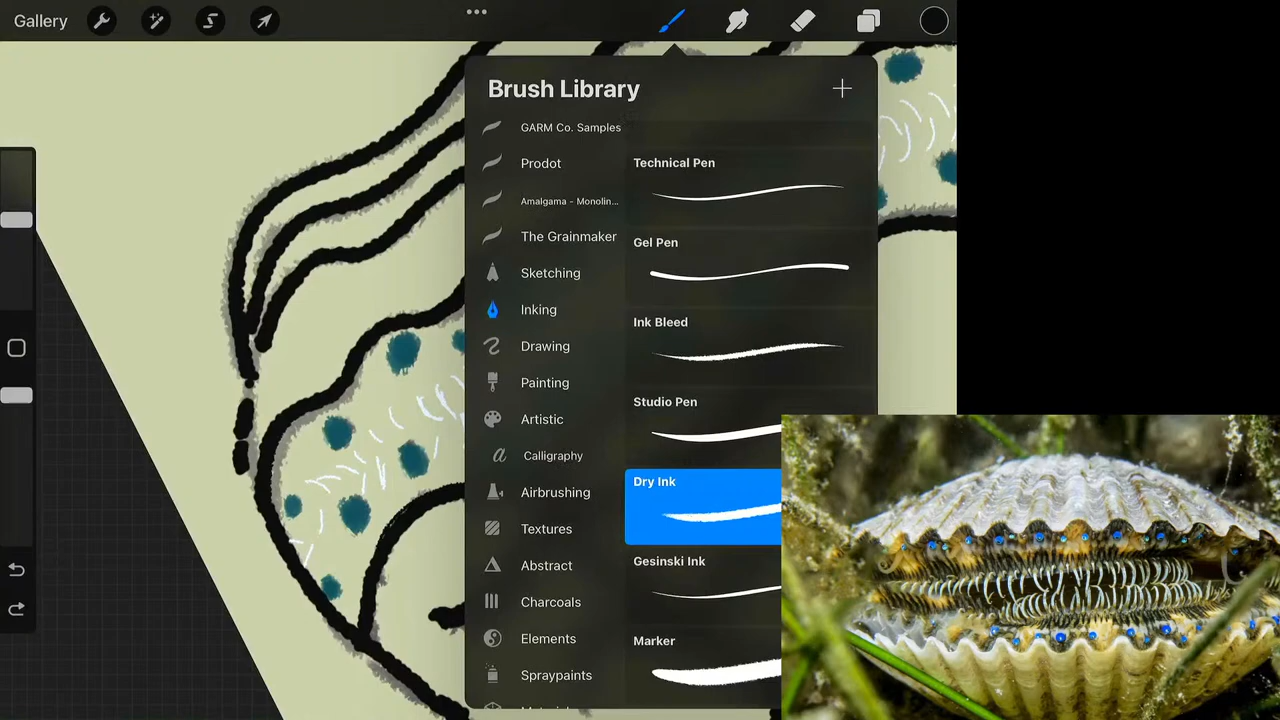 Gallery
Brush Library
GARM Co. Samples
Prodot
Amalgama - Monolin...
The Grainmaker
Sketching
Inking
Drawing
Painting
Artistic
Calligraphy
Airbrushing
Textures
Abstract
Charcoals
Elements
Spraypaints
Technical Pen
Gel Pen
Ink Bleed
Studio Pen
Dry Ink
Gesinski Ink
Marker